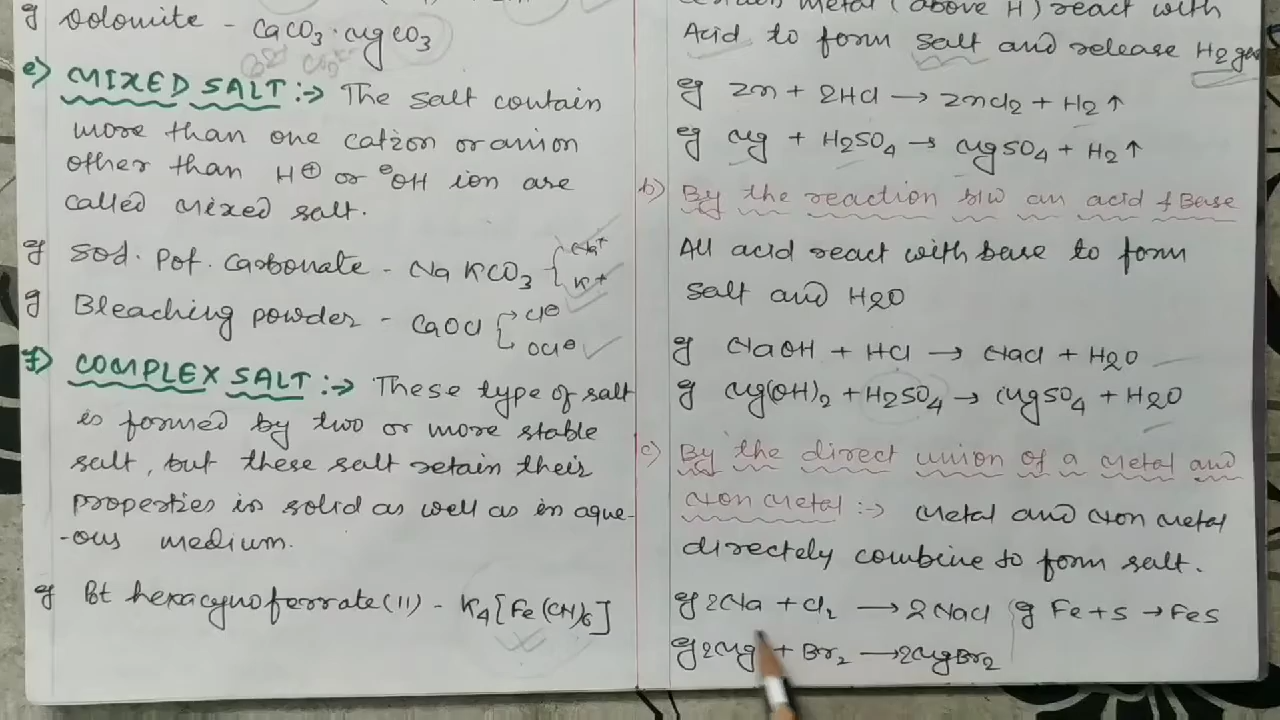 eg Dolomite - CaCO3.MgCO3
e) MIXED SALT :→ The salt contain
more than one cation or anion
other than H⊕ or ⊖OH ion are
called mixed salt.
eg Sod. Pot. Carbonate - NaKCO3 Na+
K+
eg Bleaching powder - CaOCl Cl⊖
OCl⊖
f) COMPLEX SALT :→ These type of salt
is formed by two or more stable
salt, but these salt retain their
properties in solid as well as in aque-
-ous medium.
eg Pt hexacynoferrate(II) - K4[Fe(CN)6]
Metal (above H) react with
Acid to form salt and release H2 gas
eg Zn + 2HCl → ZnCl2 + H2↑
eg Mg + H2SO4 → MgSO4 + H2↑
b) By the reaction b/w an acid & Base
All acid react with base to form
salt and H2O
eg NaOH + HCl → NaCl + H2O
eg Mg(OH)2 + H2SO4 → MgSO4 + H2O
c) By the direct union of a Metal and
Non Metal :→ Metal and Non Metal
directely combine to form salt.
eg 2Na + Cl2 → 2NaCl eg Fe + S → FeS
eg 2Mg + Br2 → 2MgBr2